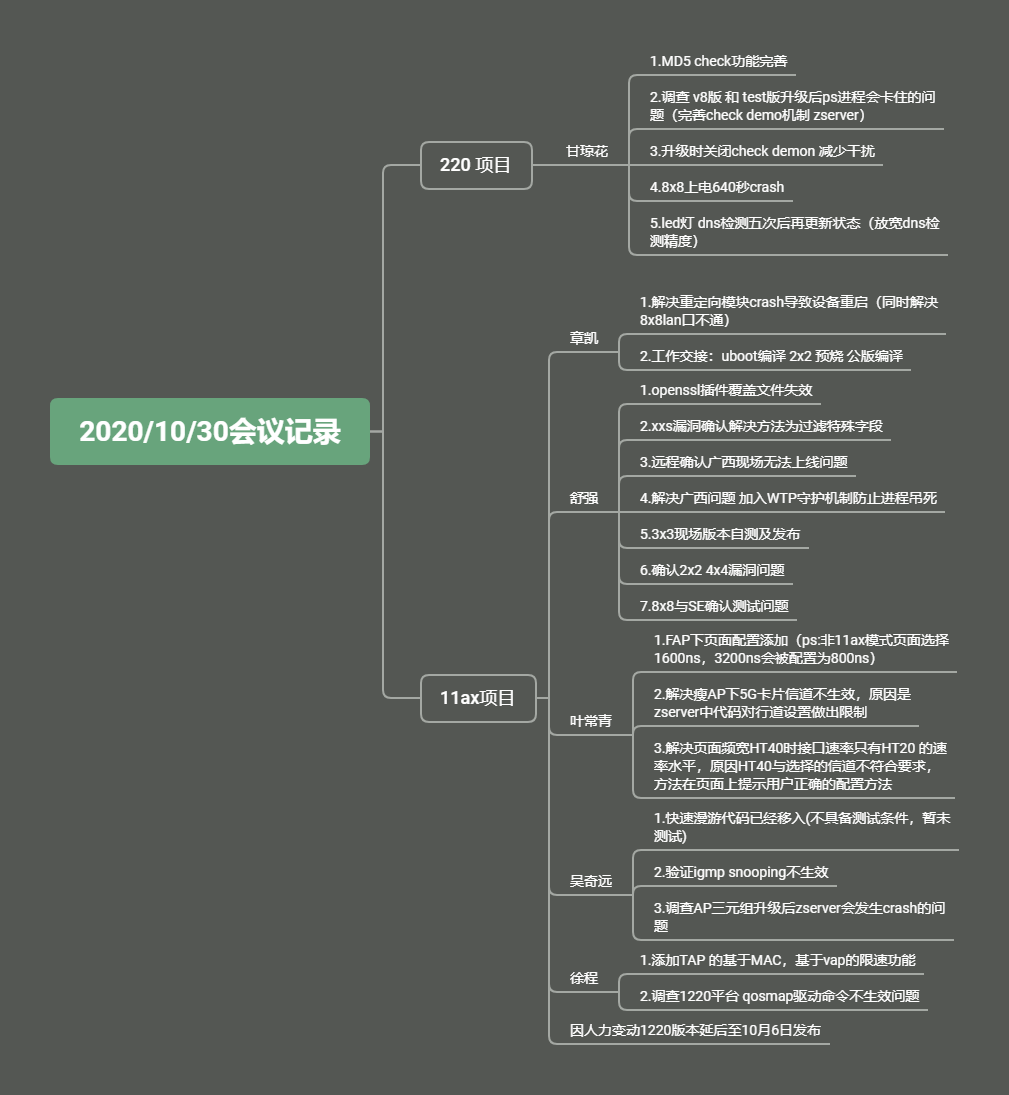 2020/10/30会议记录
220 项目
甘琼花
1.MD5 check功能完善
2.调查 v8版 和 test版升级后ps进程会卡住的问
题（完善check demo机制 zserver）
3.升级时关闭check demon 减少干扰
4.8x8上电640秒crash
5.led灯 dns检测五次后再更新状态（放宽dns检
测精度）
11ax项目
章凯
1.解决重定向模块crash导致设备重启（同时解决
8x8lan口不通）
2.工作交接：uboot编译 2x2 预烧 公版编译
舒强
1.openssl插件覆盖文件失效
2.xxs漏洞确认解决方法为过滤特殊字段
3.远程确认广西现场无法上线问题
4.解决广西问题 加入WTP守护机制防止进程吊死
5.3x3现场版本自测及发布
6.确认2x2 4x4漏洞问题
7.8x8与SE确认测试问题
叶常青
1.FAP下页面配置添加（ps:非11ax模式页面选择
1600ns，3200ns会被配置为800ns）
2.解决瘦AP下5G卡片信道不生效，原因是
zserver中代码对行道设置做出限制
3.解决页面频宽HT40时接口速率只有HT20 的速
率水平，原因HT40与选择的信道不符合要求，
方法在页面上提示用户正确的配置方法
吴奇远
1.快速漫游代码已经移入(不具备测试条件，暂未
测试)
2.验证igmp snooping不生效
3.调查AP三元组升级后zserver会发生crash的问
题
徐程
1.添加TAP 的基于MAC，基于vap的限速功能
2.调查1220平台 qosmap驱动命令不生效问题
因人力变动1220版本延后至10月6日发布